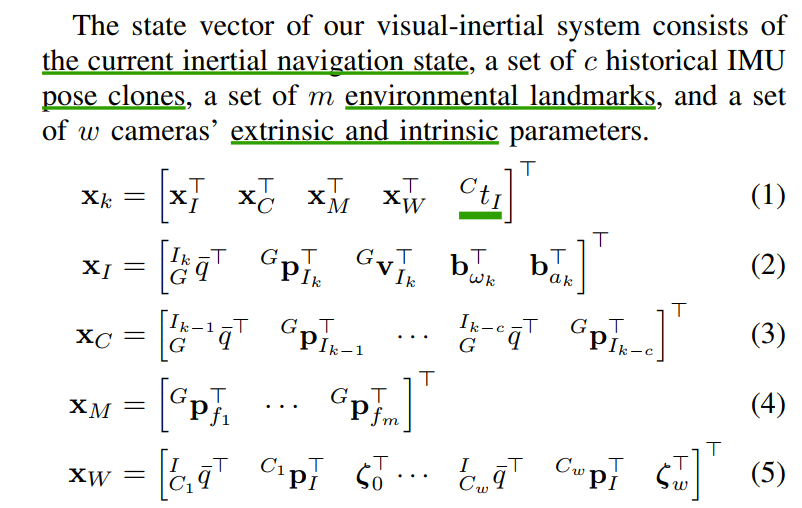 The state vector of our visual-inertial system consists of
the current inertial navigation state, a set of c historical IMU
pose clones, a set of m environmental landmarks, and a set
of w cameras' extrinsic and intrinsic parameters.
$\mathbf{x}_k = \begin{bmatrix} \mathbf{x}_I^\top & \mathbf{x}_C^\top & \mathbf{x}_M^\top & \mathbf{x}_W^\top & {}^C t_I \end{bmatrix}^\top$ (1)
$\mathbf{x}_I = \begin{bmatrix} {}^{I_k}_G \bar{q}^\top & {}^G\mathbf{p}_{I_k}^\top & {}^G\mathbf{v}_{I_k}^\top & \mathbf{b}_{\omega_k}^\top & \mathbf{b}_{a_k}^\top \end{bmatrix}^\top$ (2)
$\mathbf{x}_C = \begin{bmatrix} {}^{I_{k-1}}_G \bar{q}^\top & {}^G\mathbf{p}_{I_{k-1}}^\top & \cdots & {}^{I_{k-c}}_G \bar{q}^\top & {}^G\mathbf{p}_{I_{k-c}}^\top \end{bmatrix}^\top$ (3)
$\mathbf{x}_M = \begin{bmatrix} {}^G\mathbf{p}_{f_1}^\top & \cdots & {}^G\mathbf{p}_{f_m}^\top \end{bmatrix}^\top$ (4)
$\mathbf{x}_W = \begin{bmatrix} {}^I_{C_1} \bar{q}^\top & {}^{C_1}\mathbf{p}_I^\top & \boldsymbol{\zeta}_0^\top \cdots & {}^I_{C_w} \bar{q}^\top & {}^{C_w}\mathbf{p}_I^\top & \boldsymbol{\zeta}_w^\top \end{bmatrix}^\top$ (5)